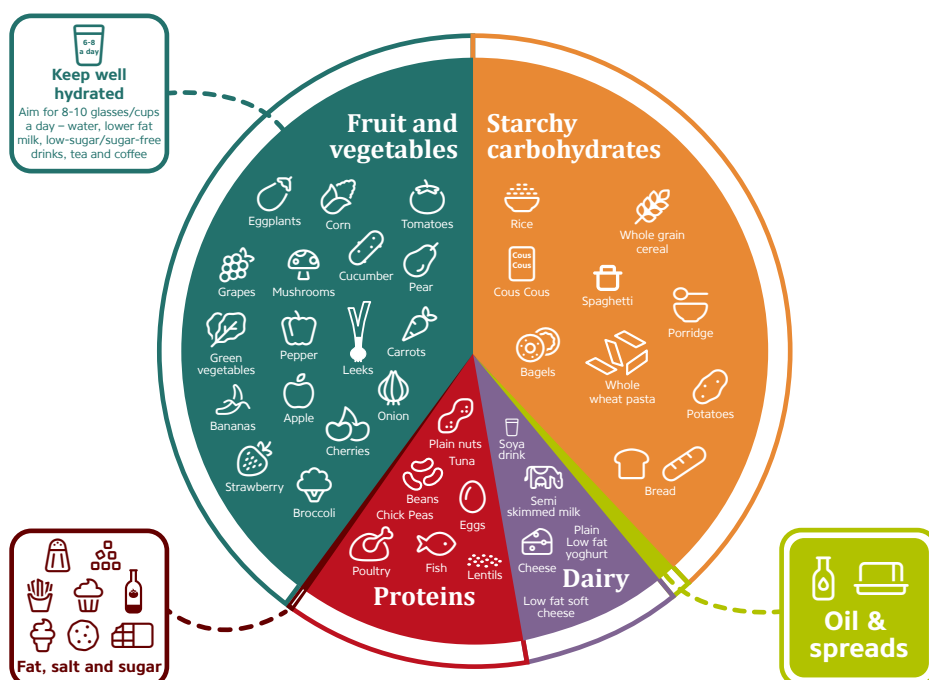 6-8
a day
Keep well
hydrated
Aim for 8-10 glasses/cups
a day – water, lower fat
milk, low-sugar/sugar-free
drinks, tea and coffee
Fruit and
vegetables
Eggplants
Corn
Tomatoes
Grapes
Mushrooms
Cucumber
Pear
Green
vegetables
Pepper
Leeks
Carrots
Bananas
Apple
Cherries
Onion
Strawberry
Broccoli
Starchy
carbohydrates
Rice
Whole grain
cereal
Cous
Cous
Cous Cous
Spaghetti
Porridge
Bagels
Whole
wheat pasta
Potatoes
Bread
Plain nuts
Tuna
Beans
Chick Peas
Eggs
Poultry
Fish
Lentils
Proteins
Soya
drink
Semi
skimmed milk
Plain
Low fat
yoghurt
Cheese
Dairy
Low fat soft
cheese
Fat, salt and sugar
Oil &
spreads